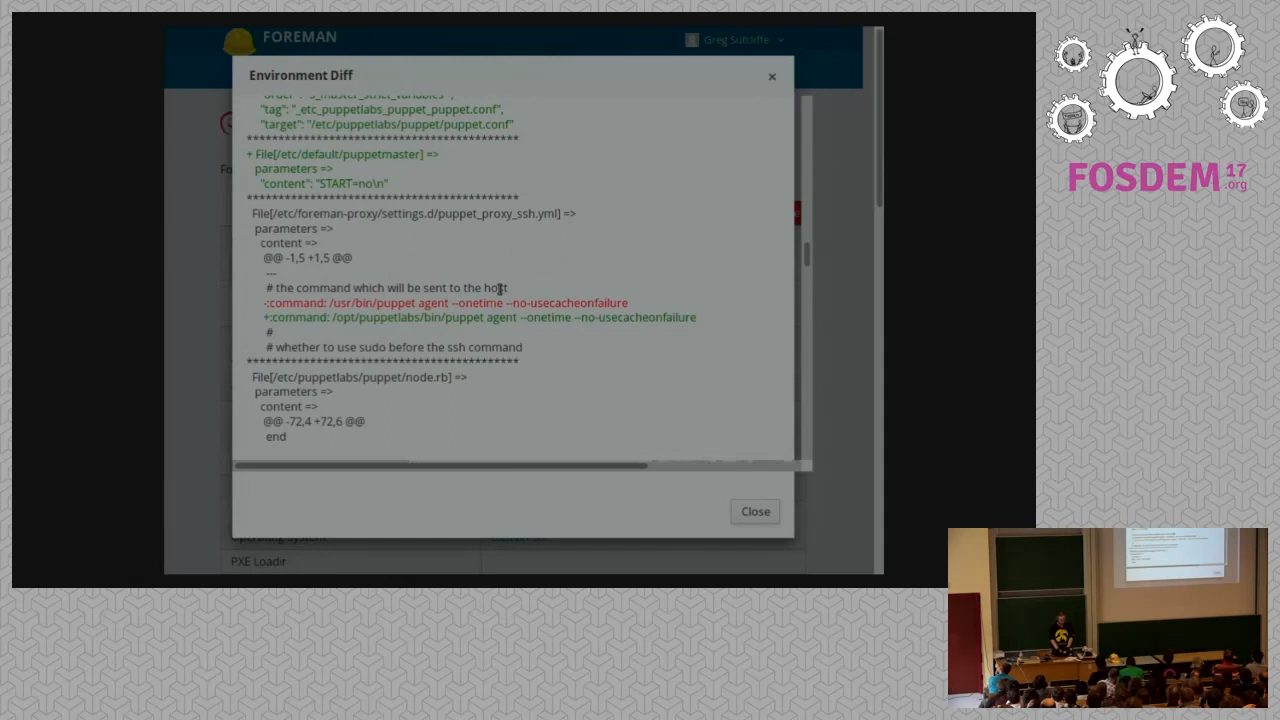 FOREMAN
Greg Sutcliffe
Environment Diff
×
"tag": "_etc_puppetlabs_puppet_puppet.conf",
"target": "/etc/puppetlabs/puppet/puppet.conf"
*******************************************
+ File[/etc/default/puppetmaster] =>
parameters =>
"content": "START=no\n"
*******************************************
File[/etc/foreman-proxy/settings.d/puppet_proxy_ssh.yml] =>
parameters =>
content =>
@@ -1,5 +1,5 @@
---
# the command which will be sent to the host
-:command: /usr/bin/puppet agent --onetime --no-usecacheonfailure
+:command: /opt/puppetlabs/bin/puppet agent --onetime --no-usecacheonfailure
#
# whether to use sudo before the ssh command
*******************************************
File[/etc/puppetlabs/puppet/node.rb] =>
parameters =>
content =>
@@ -72,4 +72,6 @@
end
Close
PXE Loader
FOSDEM 17
.org